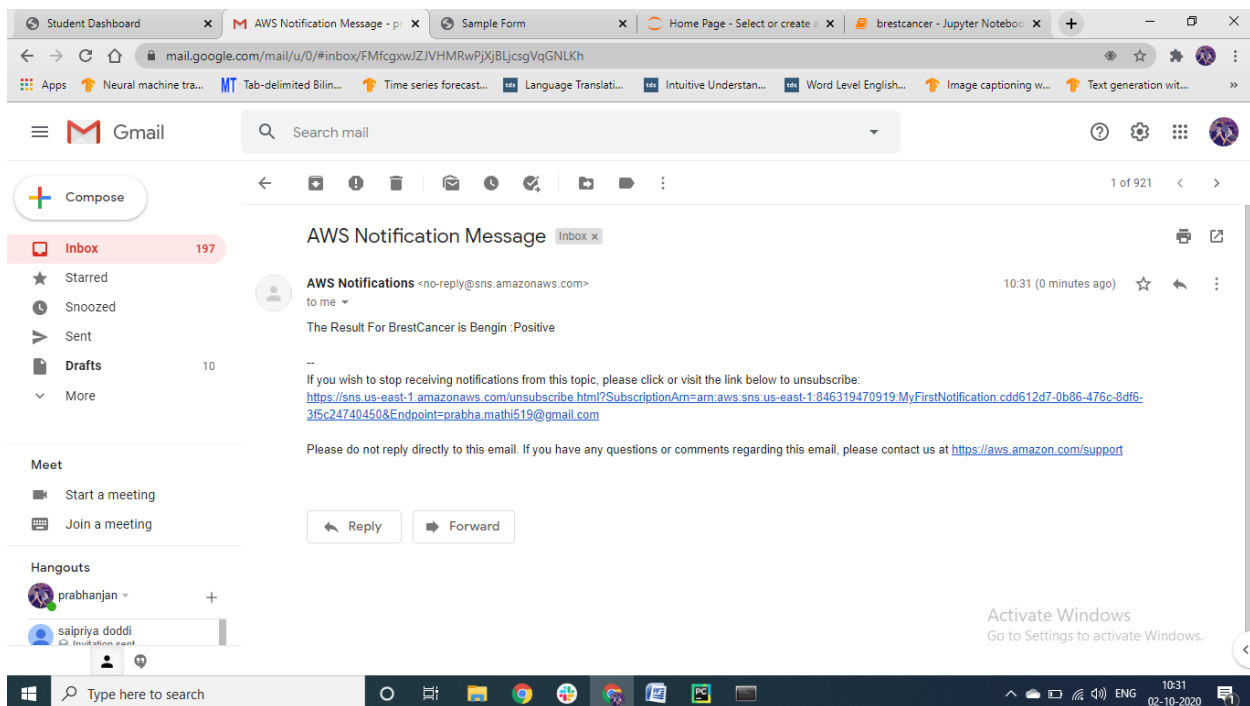 Student Dashboard
AWS Notification Message - pr
Sample Form
Home Page - Select or create a
brestcancer - Jupyter Noteboo
mail.google.com/mail/u/0/#inbox/FMfcgxwJZJVHMRwPjXjBLjcsgVqGNLKh
Apps
Neural machine tra...
MT Tab-delimited Bilin...
Time series forecast...
tds Language Translati...
tds Intuitive Understan...
tds Word Level English...
Image captioning w...
Text generation wit...
»
Gmail
Search mail
Compose
1 of 921
Inbox 197
Starred
Snoozed
Sent
Drafts 10
More
AWS Notification Message Inbox x
AWS Notifications <no-reply@sns.amazonaws.com>
10:31 (0 minutes ago)
to me
The Result For BrestCancer is Bengin :Positive
--
If you wish to stop receiving notifications from this topic, please click or visit the link below to unsubscribe:
https://sns.us-east-1.amazonaws.com/unsubscribe.html?SubscriptionArn=arn:aws:sns:us-east-1:846319470919:MyFirstNotification:cdd612d7-0b86-476c-8df6-
3f5c24740450&Endpoint=prabha.mathi519@gmail.com
Please do not reply directly to this email. If you have any questions or comments regarding this email, please contact us at https://aws.amazon.com/support
Reply
Forward
Meet
Start a meeting
Join a meeting
Hangouts
prabhanjan
saipriya doddi
Invitation sent
Activate Windows
Go to Settings to activate Windows.
Type here to search
PC
ENG
10:31
02-10-2020
1